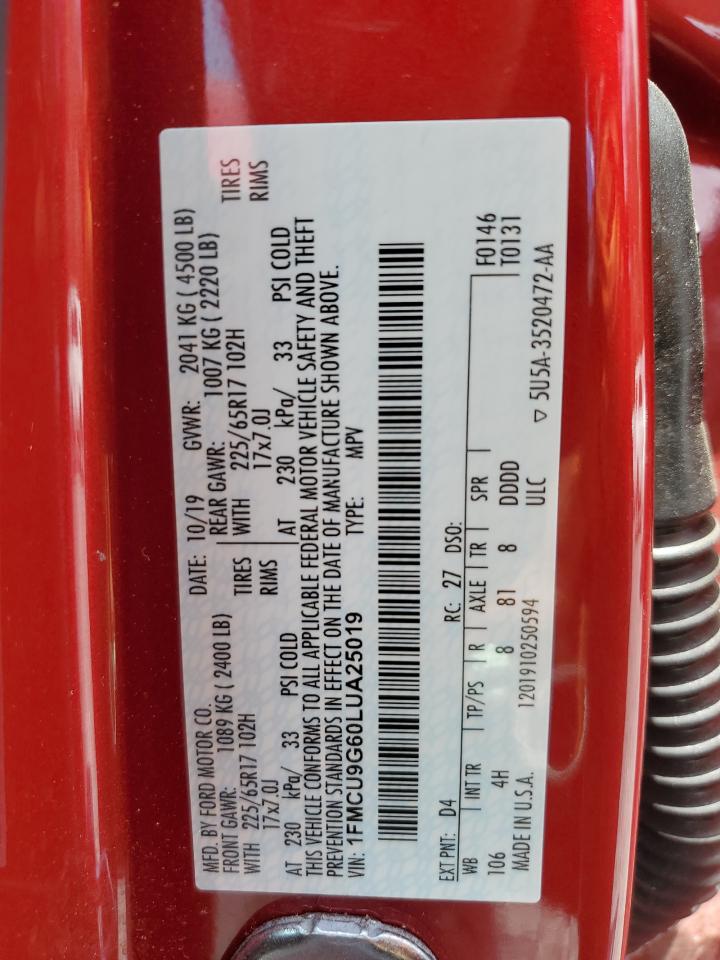 MFD. BY FORD MOTOR CO. DATE: 10/19 GVWR: 2041 KG ( 4500 LB)
FRONT GAWR: 1089 KG ( 2400 LB) REAR GAWR: 1007 KG ( 2220 LB)
WITH 225/65R17 102H TIRES WITH 225/65R17 102H TIRES
17x7.0J RIMS 17x7.0J RIMS
AT 230 kPa/ 33 PSI COLD AT 230 kPa/ 33 PSI COLD
THIS VEHICLE CONFORMS TO ALL APPLICABLE FEDERAL MOTOR VEHICLE SAFETY AND THEFT
PREVENTION STANDARDS IN EFFECT ON THE DATE OF MANUFACTURE SHOWN ABOVE.
VIN: 1FMCU9G60LUA25019 TYPE: MPV
EXT PNT: D4 RC: 27 DSO: F0146
WB INT TR TP/PS R AXLE TR SPR T0131
106 4H 8 81 8 DDDD
MADE IN U.S.A. 1201910250594 ULC ▽ 5U5A-3520472-AA